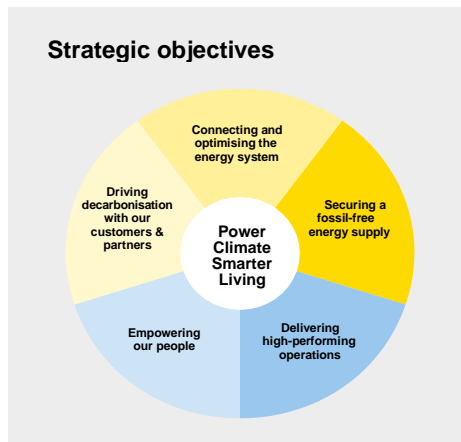 Strategic objectives
Connecting and
optimising the
energy system
Securing a
fossil-free
energy supply
Delivering
high-performing
operations
Empowering
our people
Driving
decarbonisation
with our
customers &
partners
Power
Climate
Smarter
Living